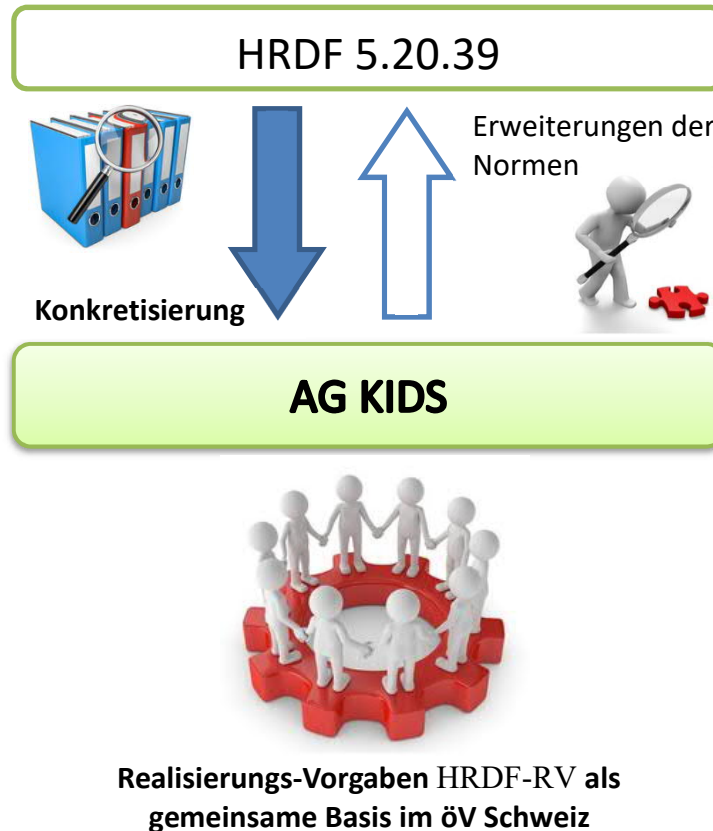 HRDF 5.20.39
Erweiterungen der
Normen
Konkretisierung
AG KIDS
Realisierungs-Vorgaben HRDF-RV als
gemeinsame Basis im öV Schweiz